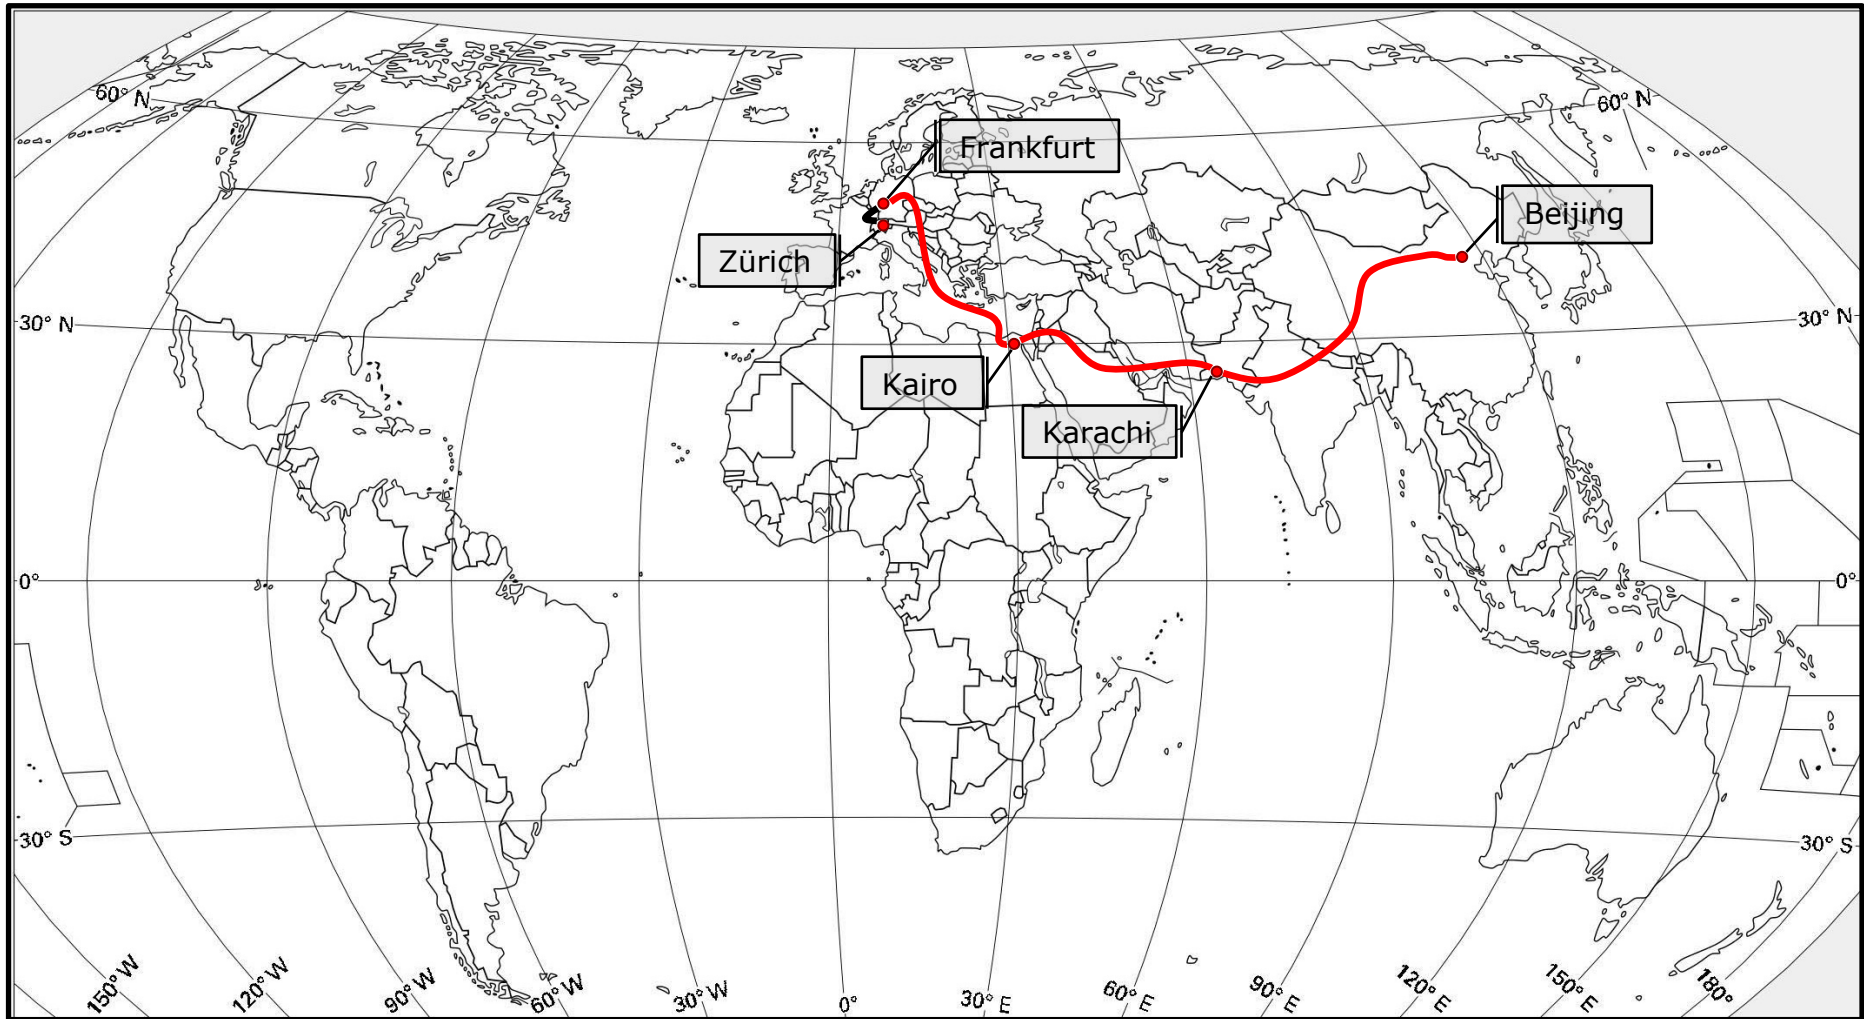 60° N
60° N
Frankfurt
Beijing
Zürich
30° N
30° N
Kairo
Karachi
0°
0°
30° S
30° S
150° W
120° W
90° W
60° W
30° W
0°
30° E
60° E
90° E
120° E
150° E
180°